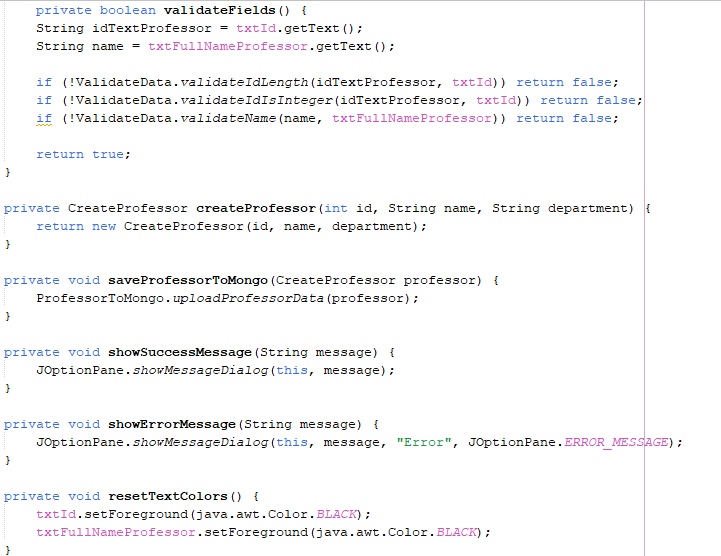 private boolean validateFields() {
String idTextProfessor = txtId.getText();
String name = txtFullNameProfessor.getText();
if (!ValidateData.validateIdLength(idTextProfessor, txtId)) return false;
if (!ValidateData.validateIdIsInteger(idTextProfessor, txtId)) return false;
if (!ValidateData.validateName(name, txtFullNameProfessor)) return false;
return true;
}
private CreateProfessor createProfessor(int id, String name, String department) {
return new CreateProfessor(id, name, department);
}
private void saveProfessorToMongo(CreateProfessor professor) {
ProfessorToMongo.uploadProfessorData(professor);
}
private void showSuccessMessage(String message) {
JOptionPane.showMessageDialog(this, message);
}
private void showErrorMessage(String message) {
JOptionPane.showMessageDialog(this, message, "Error", JOptionPane.ERROR_MESSAGE);
}
private void resetTextColors() {
txtId.setForeground(java.awt.Color.BLACK);
txtFullNameProfessor.setForeground(java.awt.Color.BLACK);
}